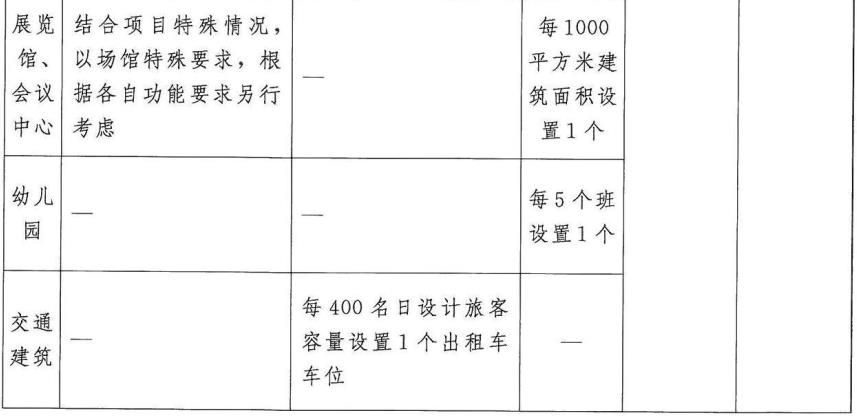 展览
馆、
会议
中心
结合项目特殊情况，
以场馆特殊要求，根
据各自功能要求另行
考虑
—
每1000
平方米建
筑面积设
置1个
幼儿
园
—
—
每5个班
设置1个
交通
建筑
—
每400名日设计旅客
容量设置1个出租车
车位
—